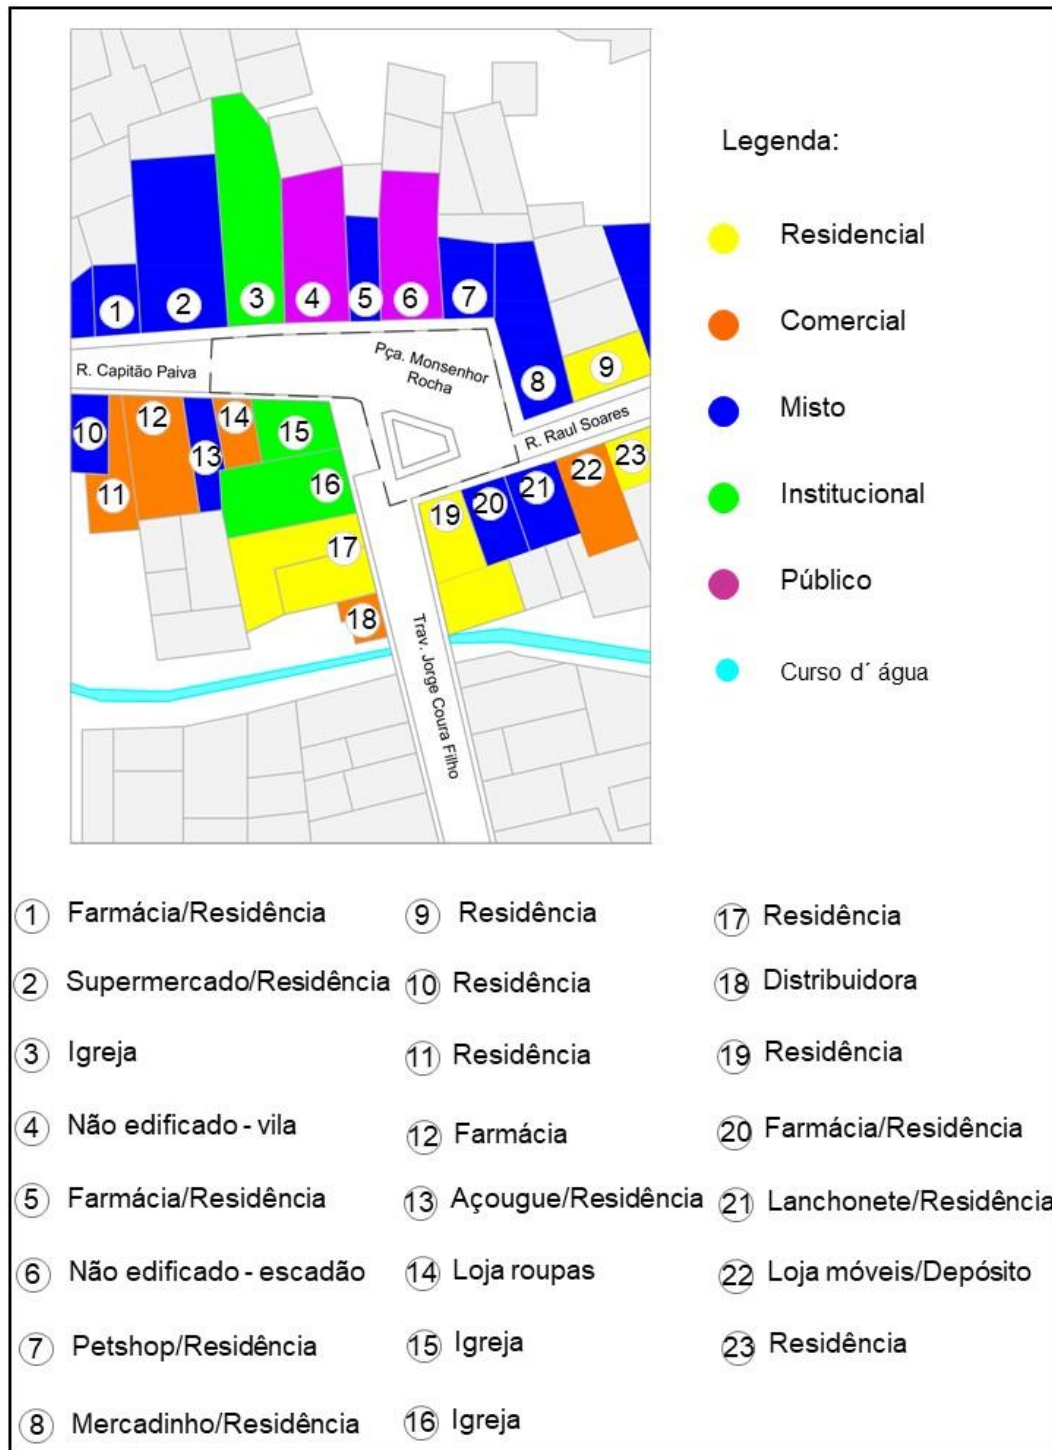 Legenda:
Residencial
Comercial
Misto
Institucional
Público
Curso d´ água
1
2
3
4
5
6
7
R. Capitão Paiva
Pça. Monsenhor
Rocha
8
9
R. Raul Soares
10
11
12
13
14
15
16
17
18
19
20
21
22
23
Trav. Jorge Coura Filho
1 Farmácia/Residência
2 Supermercado/Residência
3 Igreja
4 Não edificado - vila
5 Farmácia/Residência
6 Não edificado - escadão
7 Petshop/Residência
8 Mercadinho/Residência
9 Residência
10 Residência
11 Residência
12 Farmácia
13 Açougue/Residência
14 Loja roupas
15 Igreja
16 Igreja
17 Residência
18 Distribuidora
19 Residência
20 Farmácia/Residência
21 Lanchonete/Residência
22 Loja móveis/Depósito
23 Residência